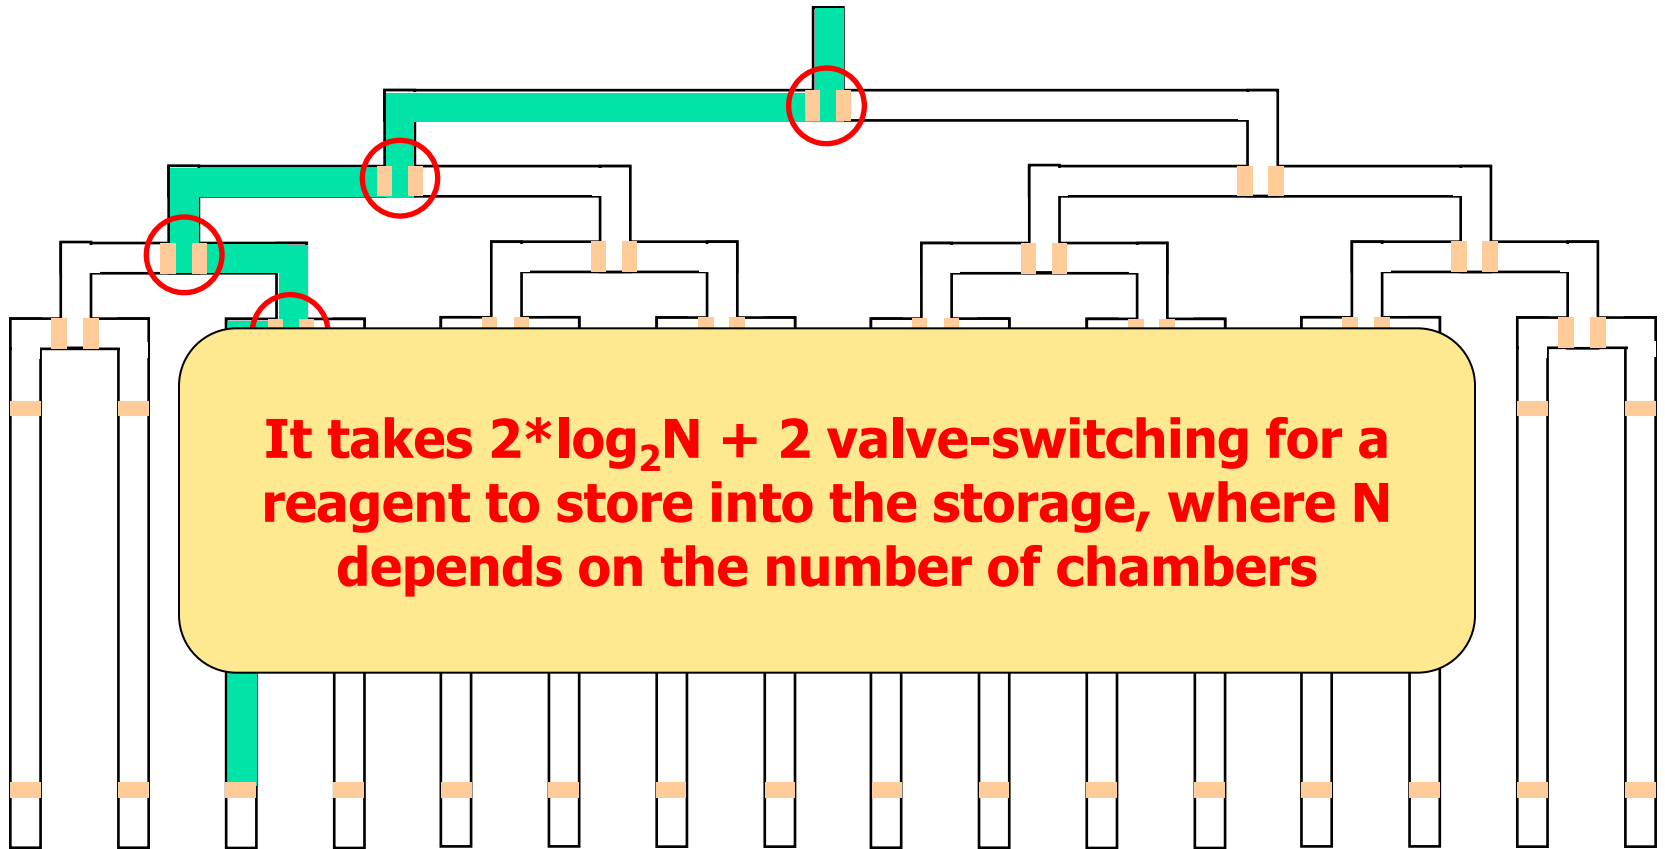 It takes 2*log₂N + 2 valve-switching for a
reagent to store into the storage, where N
depends on the number of chambers